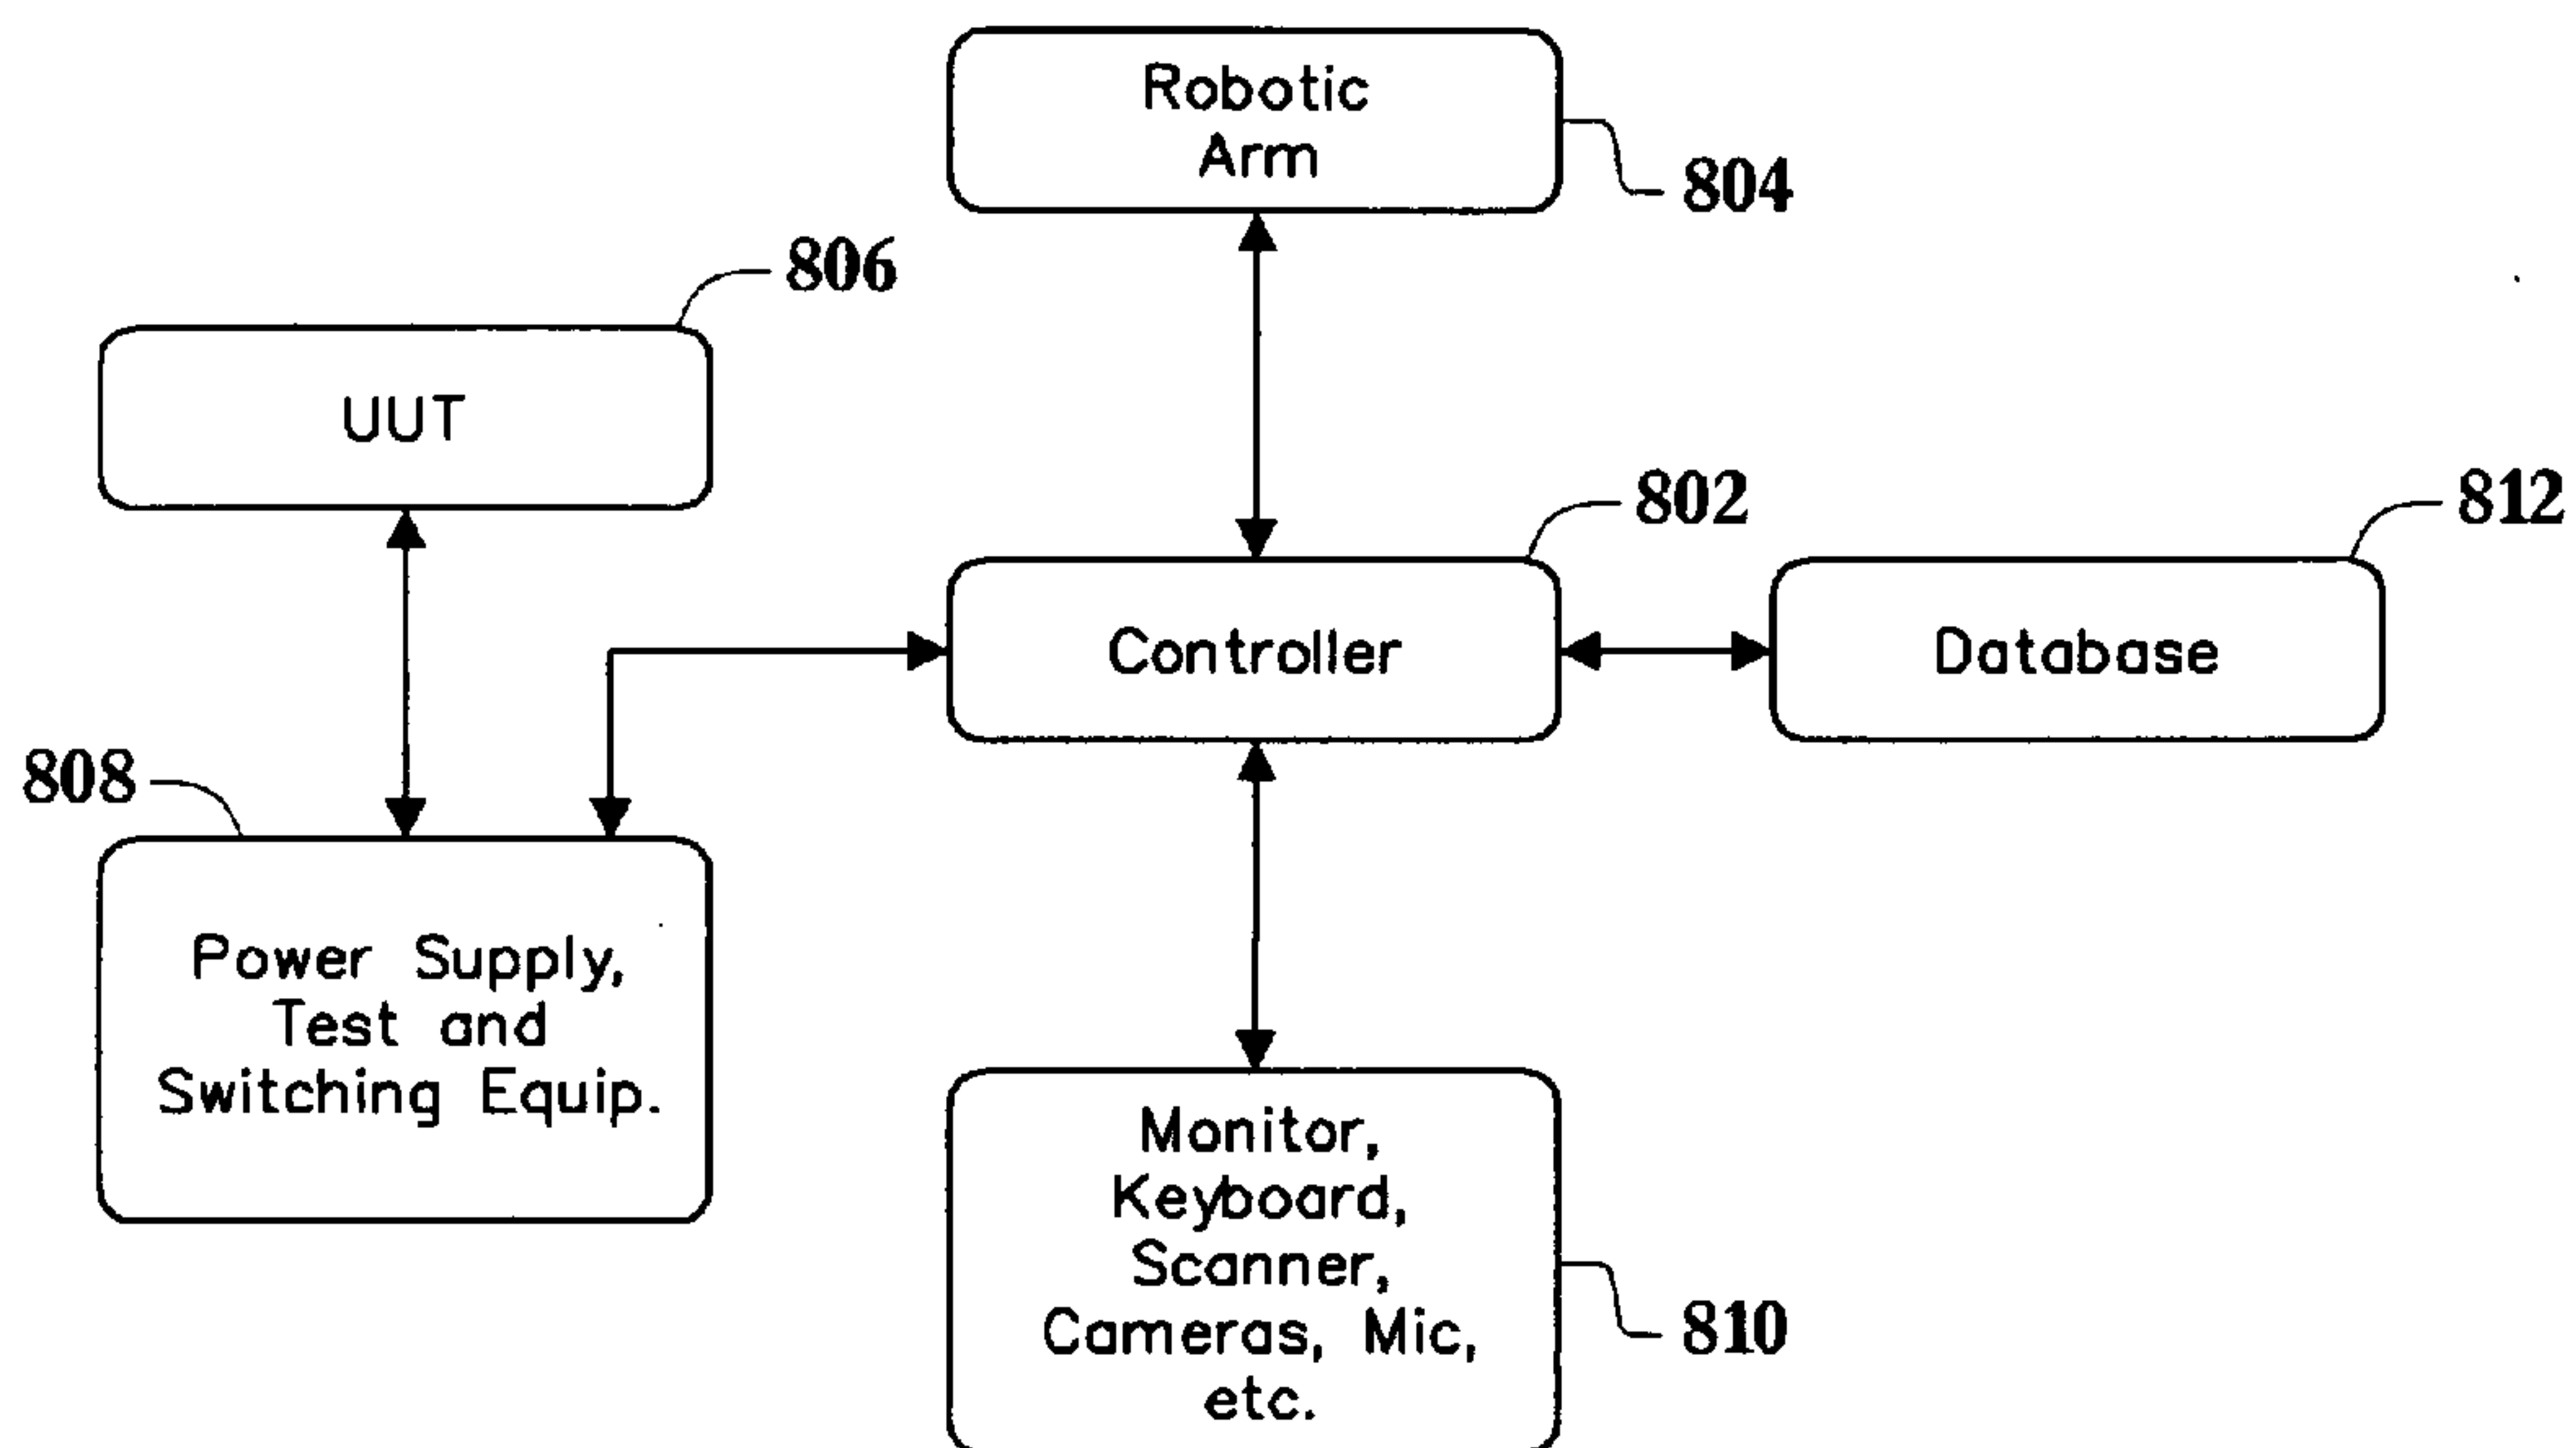 Robotic
Arm
804
806
UUT
802
812
Controller
Database
808
Power Supply,
Test and
Switching Equip.
Monitor,
Keyboard,
Scanner,
Cameras, Mic,
etc.
810